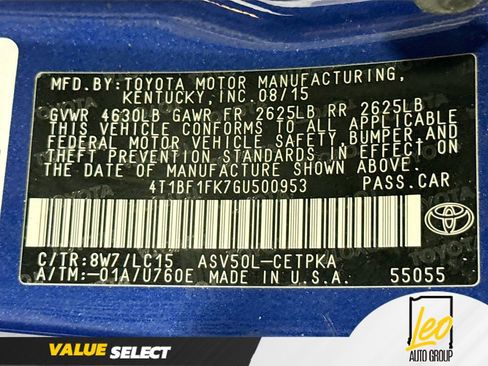 MFD.BY:TOYOTA MOTOR MANUFACTURING,
KENTUCKY,INC.08/15
GVWR 4630LB GAWR FR 2625LB RR 2625LB
THIS VEHICLE CONFORMS TO ALL APPLICABLE
FEDERAL MOTOR VEHICLE SAFETY,BUMPER,AND
THEFT PREVENTION STANDARDS IN EFFECT ON
THE DATE OF MANUFACTURE SHOWN ABOVE.
4T1BF1FK7GU500953 PASS.CAR
C/TR:8W7/LC15 ASV50L-CETPKA
A/TM:-01A/U760E MADE IN U.S.A. 55055
TOYOTA
VALUE SELECT
Leo
AUTO GROUP